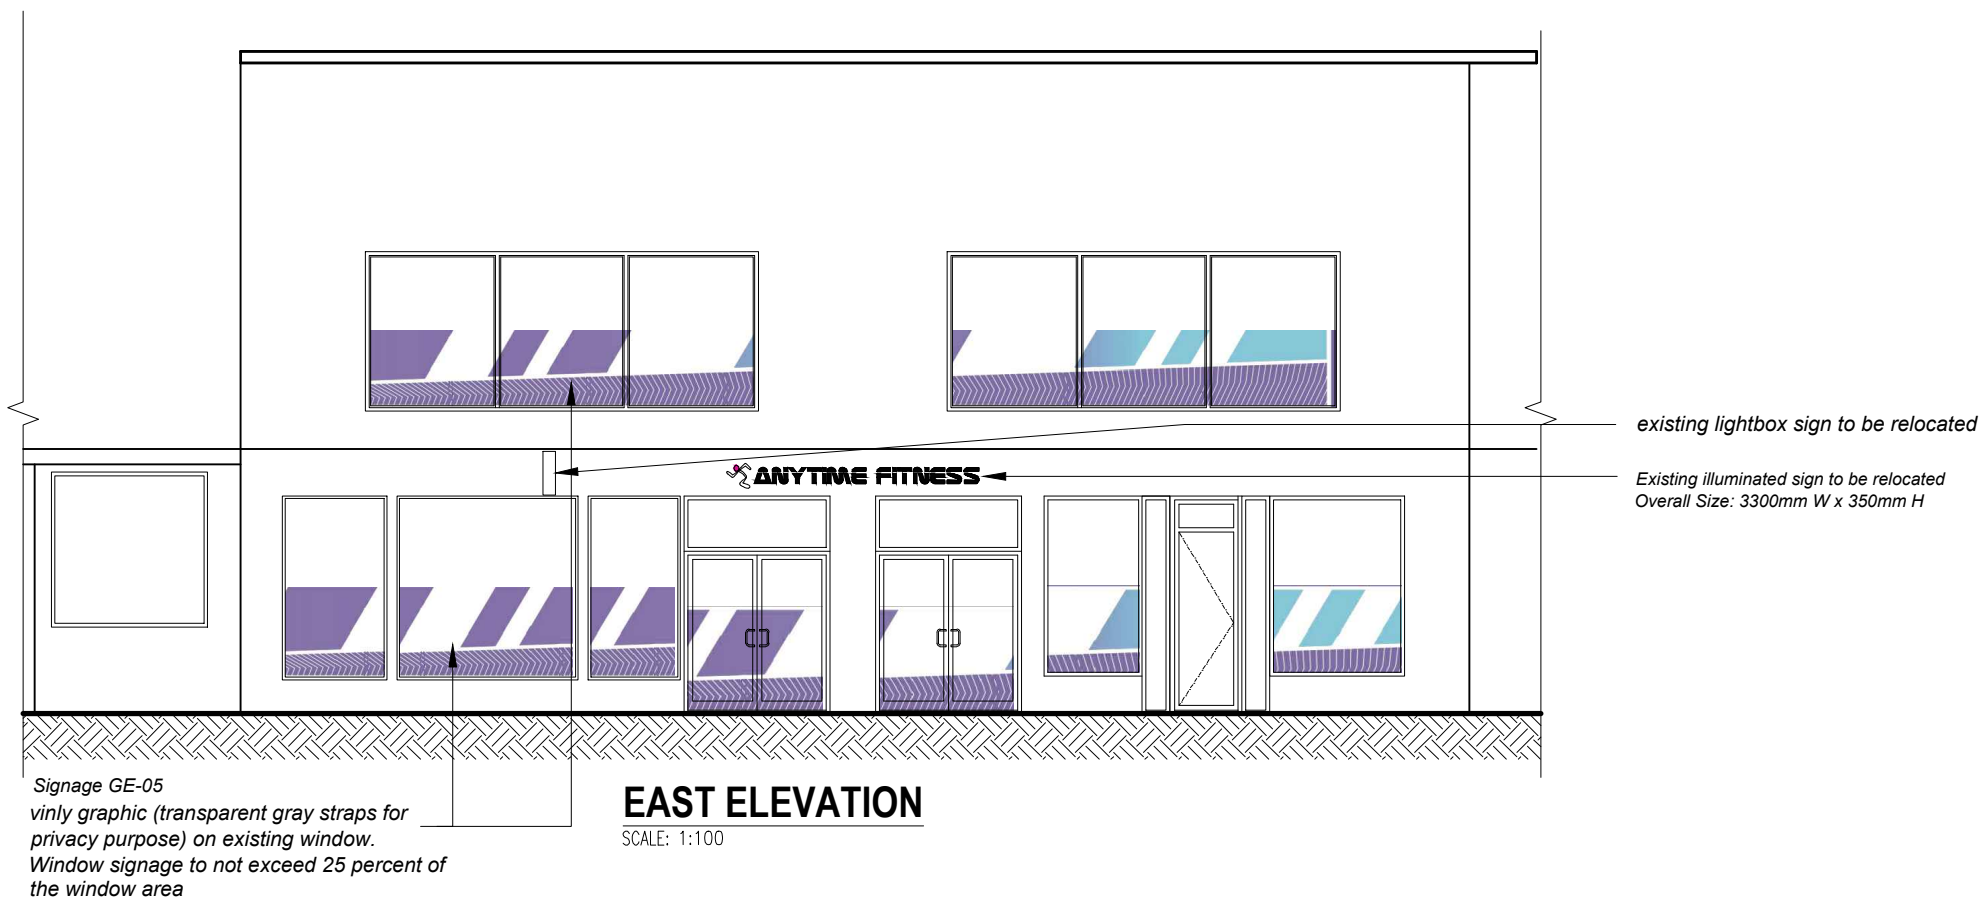 existing lightbox sign to be relocated
ANYTIME FITNESS
Existing illuminated sign to be relocated
Overall Size: 3300mm W x 350mm H
Signage GE-05
vinly graphic (transparent gray straps for
privacy purpose) on existing window.
Window signage to not exceed 25 percent of
the window area
EAST ELEVATION
SCALE: 1:100